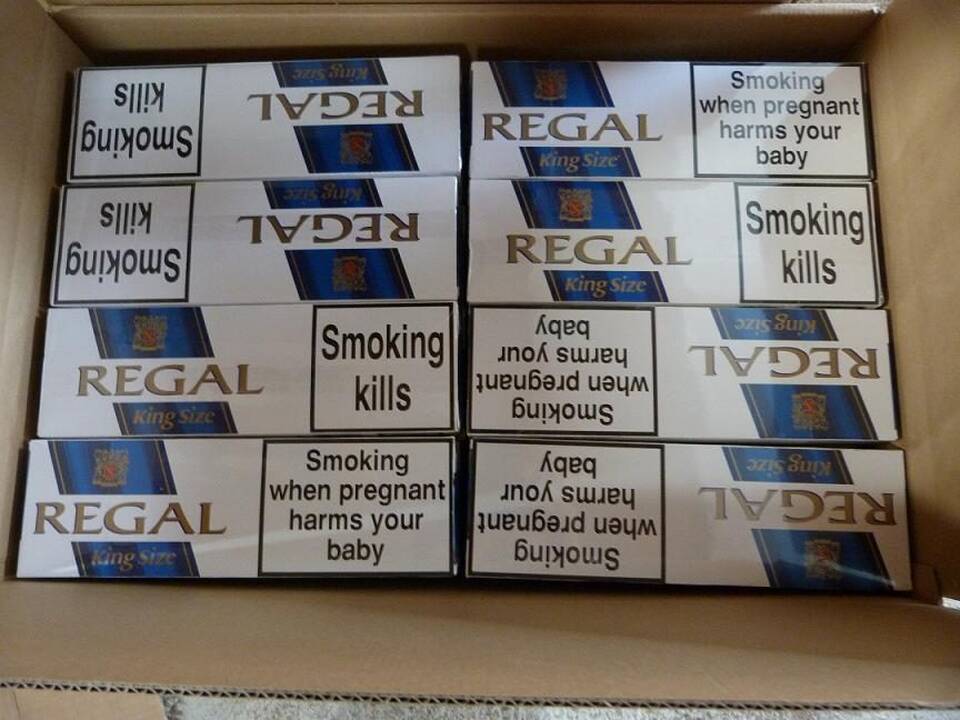 Smoking
kills
King Size
REGAL
Smoking
kills
King Size
REGAL
REGAL
King Size
Smoking
kills
REGAL
King Size
Smoking
when pregnant
harms your
baby
REGAL
King Size
Smoking
when pregnant
harms your
baby
REGAL
King Size
Smoking
kills
Smoking
when pregnant
harms your
baby
REGAL
King Size
Smoking
when pregnant
harms your
baby
REGAL
King Size